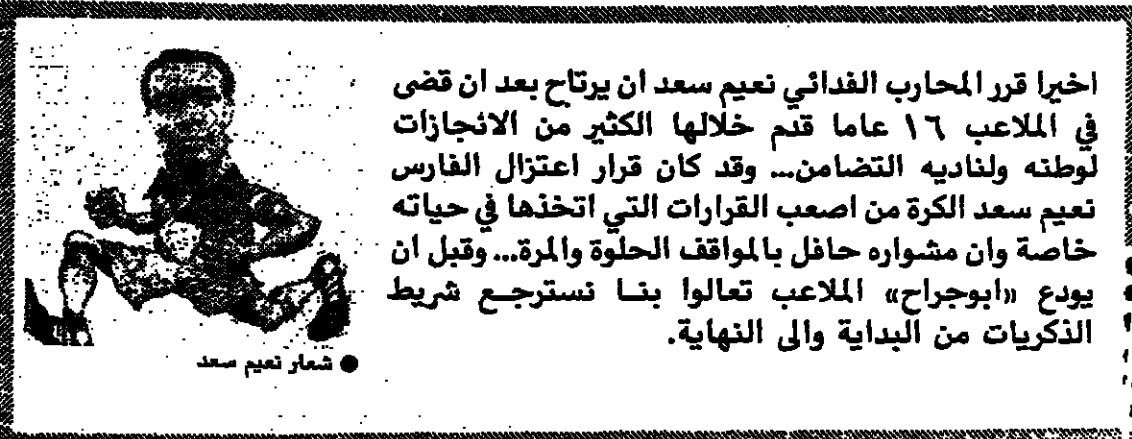 اخيرا قرر المحارب الفدائي نعيم سعد ان يرتاح بعد ان قضى
في الملاعب ١٦ عاما قدم خلالها الكثير من الانجازات
لوطنه ولناديه التضامن... وقد كان قرار اعتزال الفارس
نعيم سعد الكرة من اصعب القرارات التي اتخذها في حياته
خاصة وان مشواره حافل بالمواقف الحلوة والمرة... وقبل ان
يودع «ابوجراح» الملاعب تعالوا بنا نسترجع شريط
الذكريات من البداية والى النهاية.
● شعار نعيم سعد